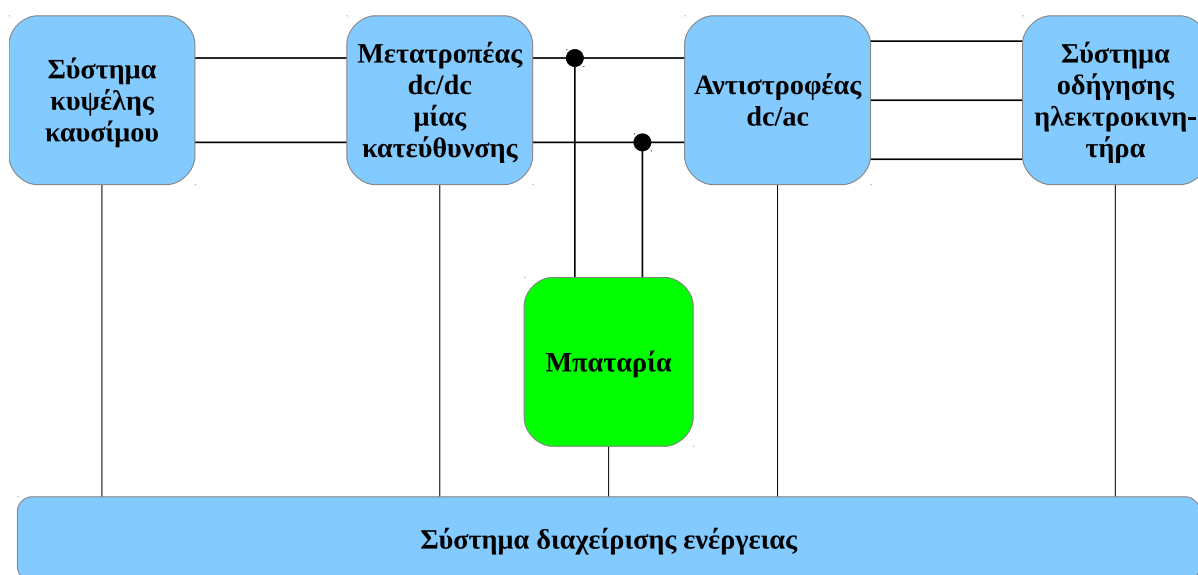 Σύστημα
κυψέλης
καυσίμου
Μετατροπέας
dc/dc
μίας
κατεύθυνσης
Αντιστροφέας
dc/ac
Σύστημα
οδήγησης
ηλεκτροκινη-
τήρα
Μπαταρία
Σύστημα διαχείρισης ενέργειας